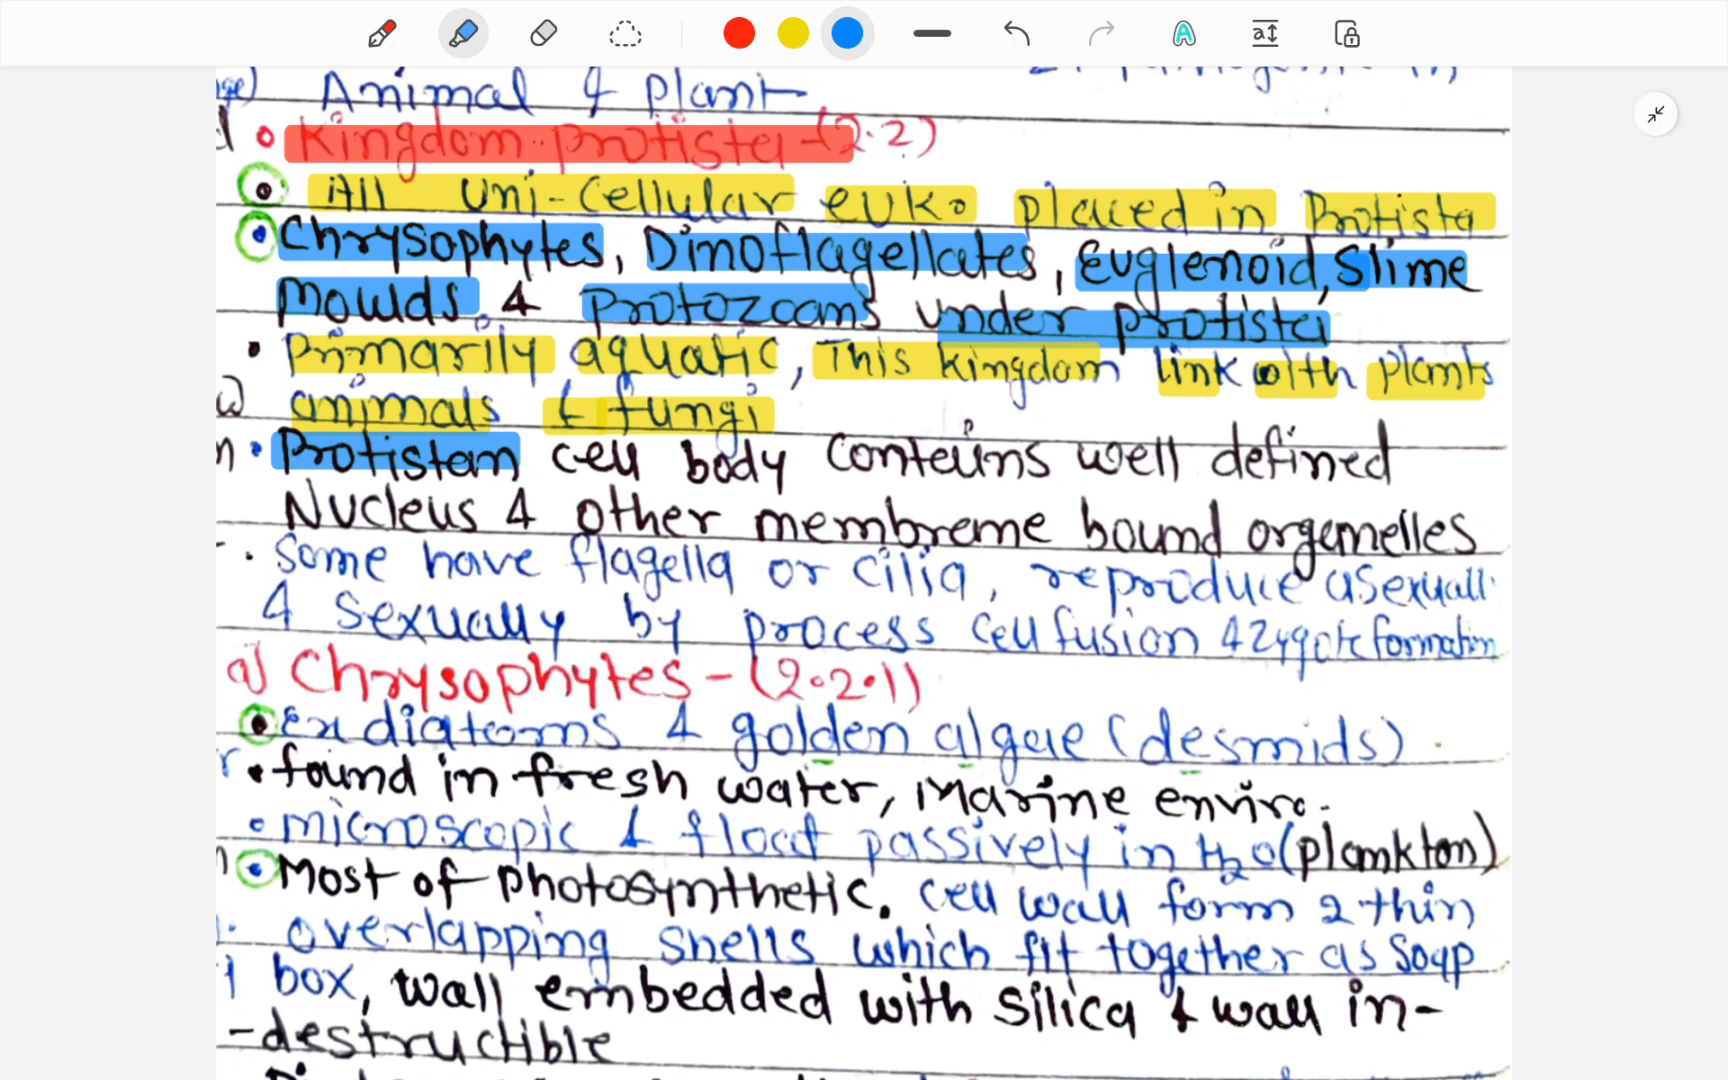 Animal & plant
• Kingdom protista - (2.2)
• All uni-cellular euko placed in Protista
• Chrysophytes, Dinoflagellates, Euglenoid, Slime
Moulds & protozoans under protista
• Primarily aquatic, This kingdom link with plants
animals & fungi
• Protistan cell body contains well defined
Nucleus & other membrane bound organelles
• Some have flagella or cilia, reproduce asexuall
& sexually by process cell fusion & zygote formation
a) Chrysophytes - (2.2.1)
• Ex diatoms & golden algae (desmids).
• found in fresh water, Marine enviro.
• microscopic & float passively in H2O (plankton)
• Most of photosynthetic. cell wall form 2 thin
overlapping shells which fit together as soap
box, wall embedded with silica & wall in-
-destructible